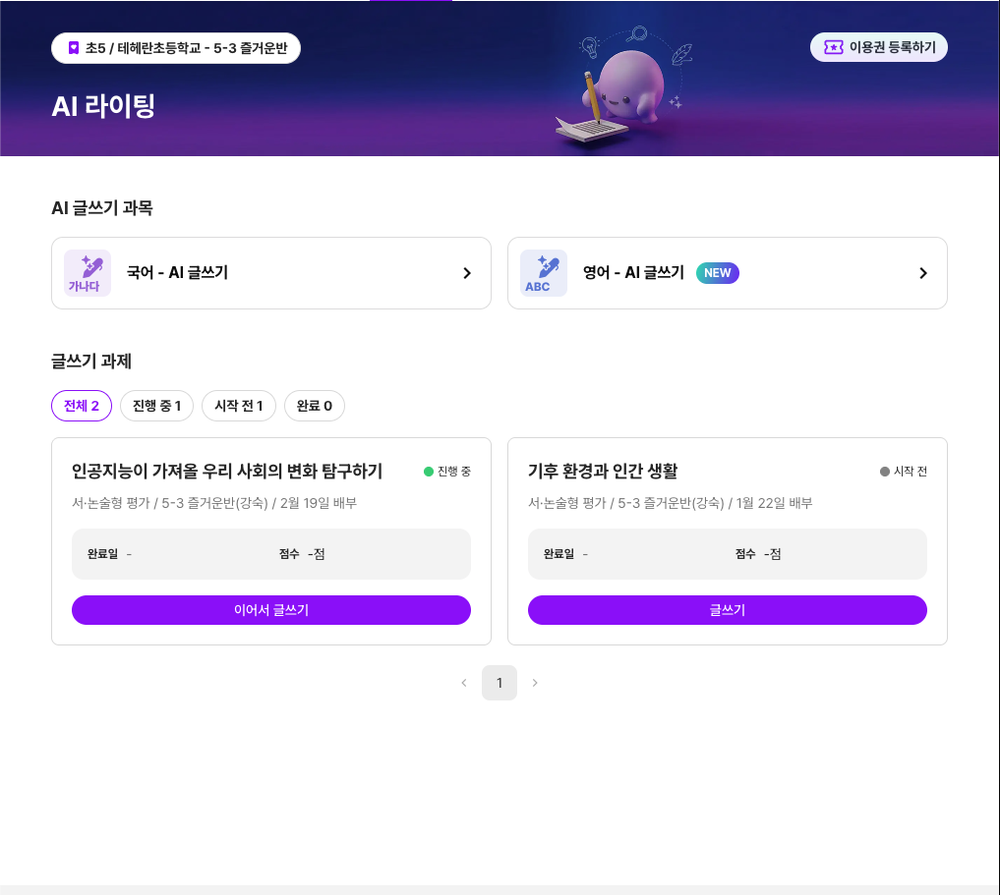 초5 / 테헤란초등학교 - 5-3 즐거운반
이용권 등록하기
AI 라이팅
AI 글쓰기 과목
가나다
국어 - AI 글쓰기
ABC
영어 - AI 글쓰기 NEW
글쓰기 과제
전체 2 진행 중 1 시작 전 1 완료 0
인공지능이 가져올 우리 사회의 변화 탐구하기 진행 중
서·논술형 평가 / 5-3 즐거운반(강숙) / 2월 19일 배부
완료일 - 점수 -점
이어서 글쓰기
기후 환경과 인간 생활 시작 전
서·논술형 평가 / 5-3 즐거운반(강숙) / 1월 22일 배부
완료일 - 점수 -점
글쓰기
1